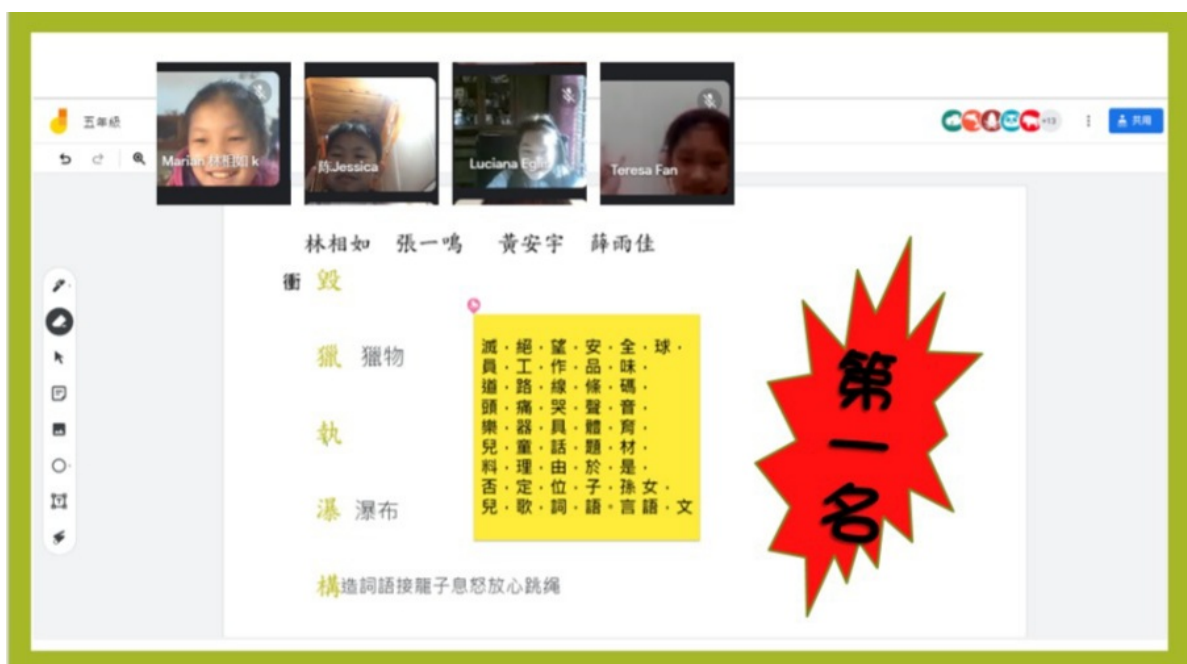 五年級
+13
共用
Marian 林相如 k
陈Jessica
Luciana Egle
Teresa Fan
林相如 張一鳴 黃安宇 薛雨佳
衝 毀
獵 獵物
執
瀑 瀑布
構造詞語接龍子息怒放心跳绳
滅，絕，望，安，全，球，
員，工，作，品，味，
道，路，線，條，碼，
頭，痛，哭，聲，音，
樂，器，具，體，育，
兒，童，話，題，材，
料，理，由，於，是，
否，定，位，子，孫女，
兒，歌，詞，語。言語，文
第一名